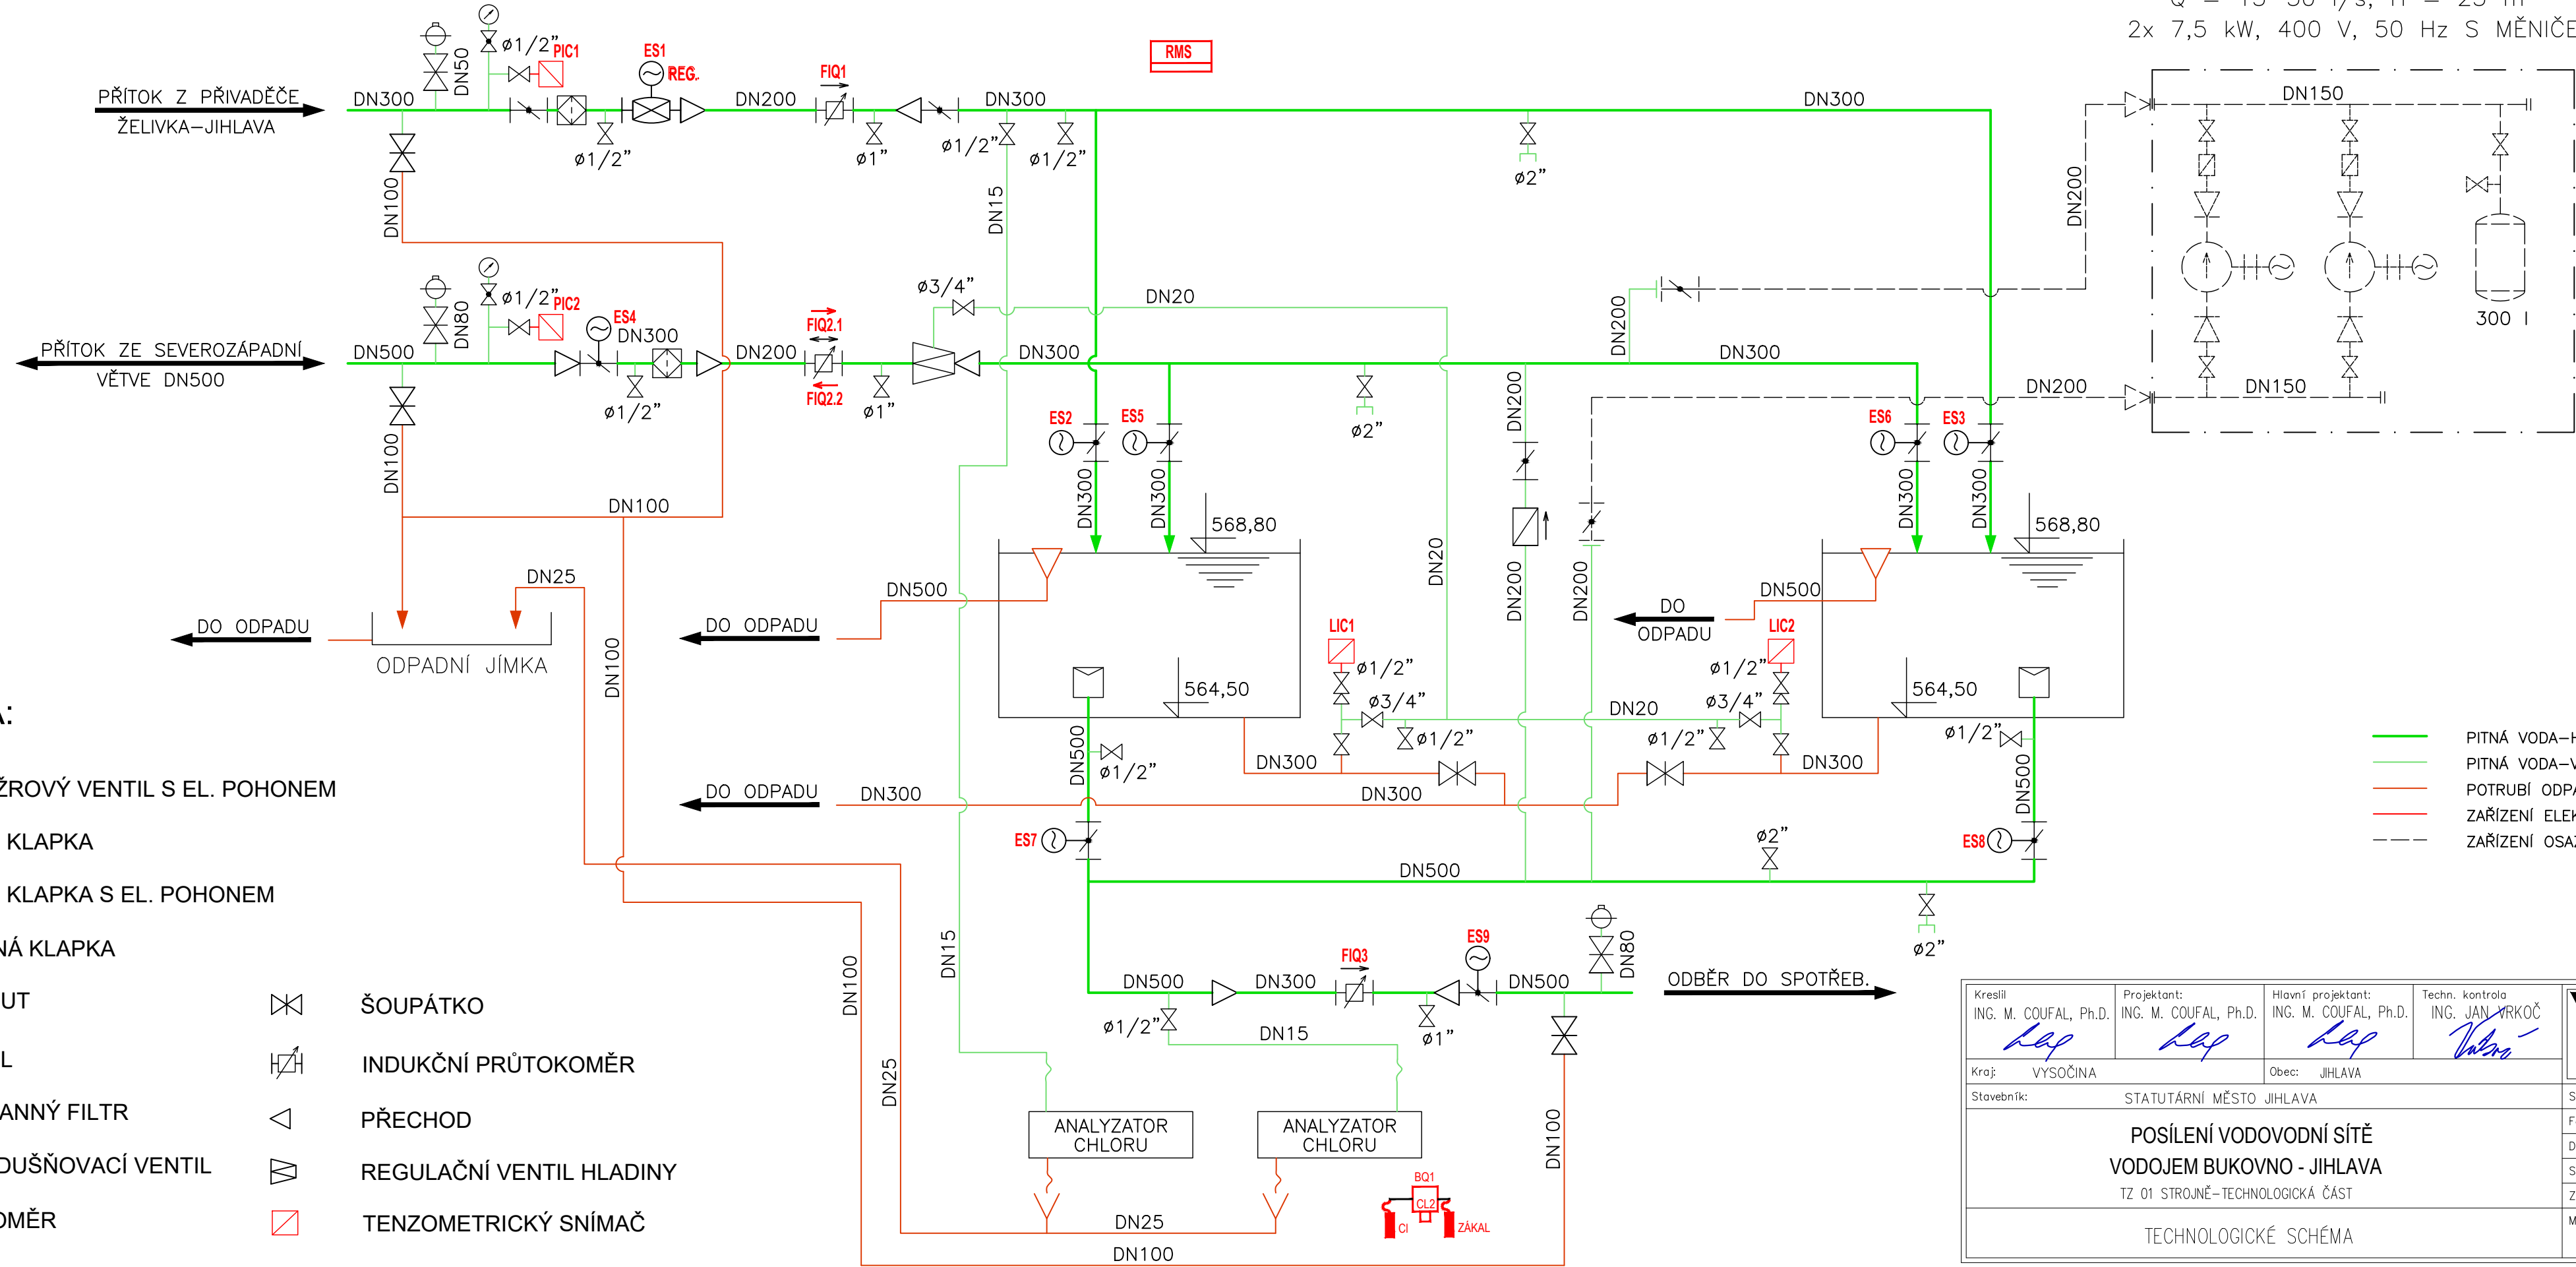 2x 7,5 kW, 400 V, 50 Hz S MĚNIČE
RMS
PŘÍTOK Z PŘIVADĚČE
ŽELIVKA-JIHLAVA
DN300
DN50
ø1/2"
PIC1
ES1
REG.
ø1/2"
DN200
FIQ1
ø1"
DN300
ø1/2"
ø1/2"
DN300
ø2"
DN100
DN15
DN150
DN200
300 l
DN150
DN200
PŘÍTOK ZE SEVEROZÁPADNÍ
VĚTVE DN500
DN500
DN80
ø1/2"
PIC2
ES4
DN300
ø1/2"
DN200
FIQ2.1
FIQ2.2
ø1"
ø3/4"
DN20
DN300
ø2"
DN200
DN300
DN200
DN100
ES2
ES5
ES6
ES3
DN300
DN300
DN300
DN300
DN100
568,80
568,80
DN20
DN200
DN200
DN25
DN500
DN500
DO ODPADU
ODPADNÍ JÍMKA
DO ODPADU
DO
ODPADU
DN100
LIC1
LIC2
ø1/2"
ø1/2"
564,50
564,50
ø3/4"
ø3/4"
DN20
ø1/2"
ø1/2"
ø1/2"
ø1/2"
DN500
DN500
DN300
DN300
DO ODPADU
DN300
DN300
ES7
ES8
ø2"
DN500
ø2"
DN15
DN100
DN25
DN500
ø1/2"
DN300
FIQ3
ø1"
ES9
DN500
DN80
ODBĚR DO SPOTŘEB.
DN15
DN100
ANALYZATOR
CHLORU
ANALYZATOR
CHLORU
DN25
DN100
BQ1
CL2
Cl
ZÁKAL
A:
ŽROVÝ VENTIL S EL. POHONEM
KLAPKA
KLAPKA S EL. POHONEM
NÁ KLAPKA
UT
L
ANNÝ FILTR
DUŠŇOVACÍ VENTIL
OMĚR
ŠOUPÁTKO
INDUKČNÍ PRŮTOKOMĚR
PŘECHOD
REGULAČNÍ VENTIL HLADINY
TENZOMETRICKÝ SNÍMAČ
PITNÁ VODA-H
PITNÁ VODA-V
POTRUBÍ ODPA
ZAŘÍZENÍ ELEK
ZAŘÍZENÍ OSAZ
Kreslil
ING. M. COUFAL, Ph.D.
Projektant:
ING. M. COUFAL, Ph.D.
Hlavní projektant:
ING. M. COUFAL, Ph.D.
Techn. kontrola
ING. JAN VRKOČ
Kraj: VYSOČINA
Obec: JIHLAVA
Stavebník: STATUTÁRNÍ MĚSTO JIHLAVA
POSÍLENÍ VODOVODNÍ SÍTĚ
VODOJEM BUKOVNO - JIHLAVA
TZ 01 STROJNĚ-TECHNOLOGICKÁ ČÁST
TECHNOLOGICKÉ SCHÉMA